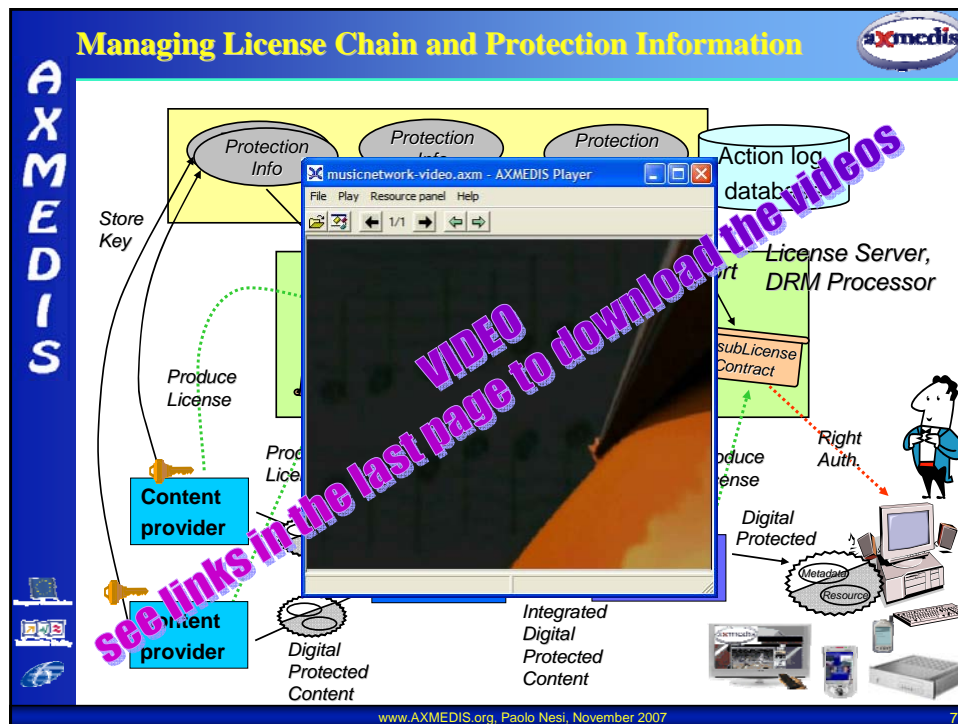 Managing License Chain and Protection Information
axmedis
AXMEDIS
Protection
Info
Protection
Info
Protection
Action log
database
musicnetwork-video.axm - AXMEDIS Player
File Play Resource panel Help
1/1
Store
Key
License Server,
DRM Processor
VIDEO
see links in the last page to download the videos
subLicense
Contract
Produce
License
Right
Auth.
Content
provider
Digital
Protected
Metadata
Resource
Content
provider
Digital
Protected
Content
Integrated
Digital
Protected
Content
www.AXMEDIS.org, Paolo Nesi, November 2007
7